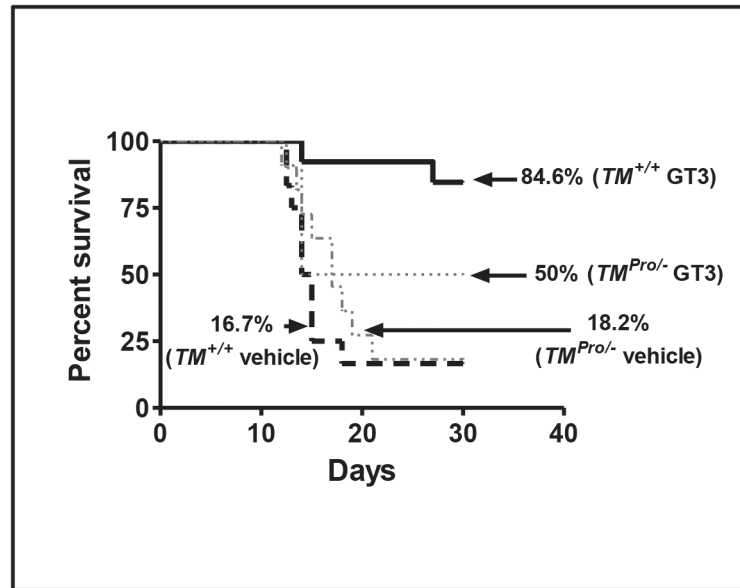 100
75
50
25
0
Percent survival
0 10 20 30 40
Days
84.6% (TM+/+ GT3)
50% (TMPro/- GT3)
16.7%
(TM+/+ vehicle)
18.2%
(TMPro/- vehicle)